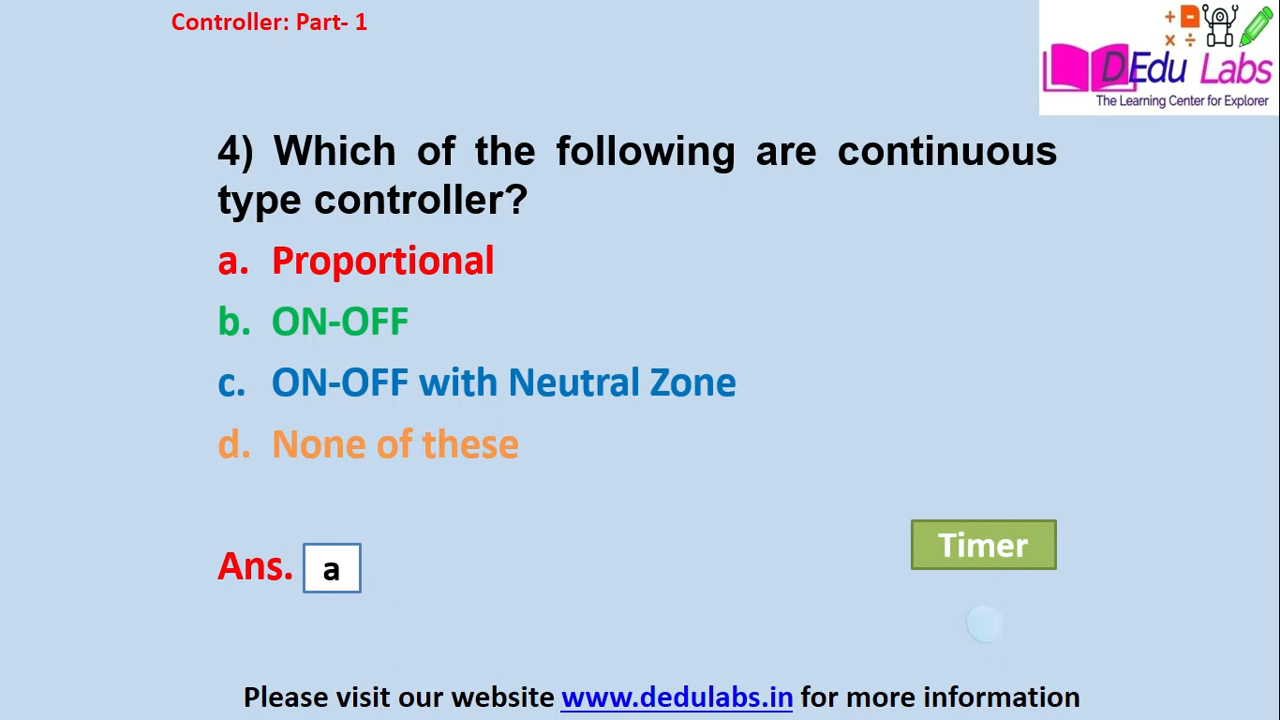 Controller: Part- 1
+ -
× ÷
DEdu Labs
The Learning Center for Explorer
4) Which of the following are continuous
type controller?
a. Proportional
b. ON-OFF
c. ON-OFF with Neutral Zone
d. None of these
Timer
Ans. a
Please visit our website www.dedulabs.in for more information